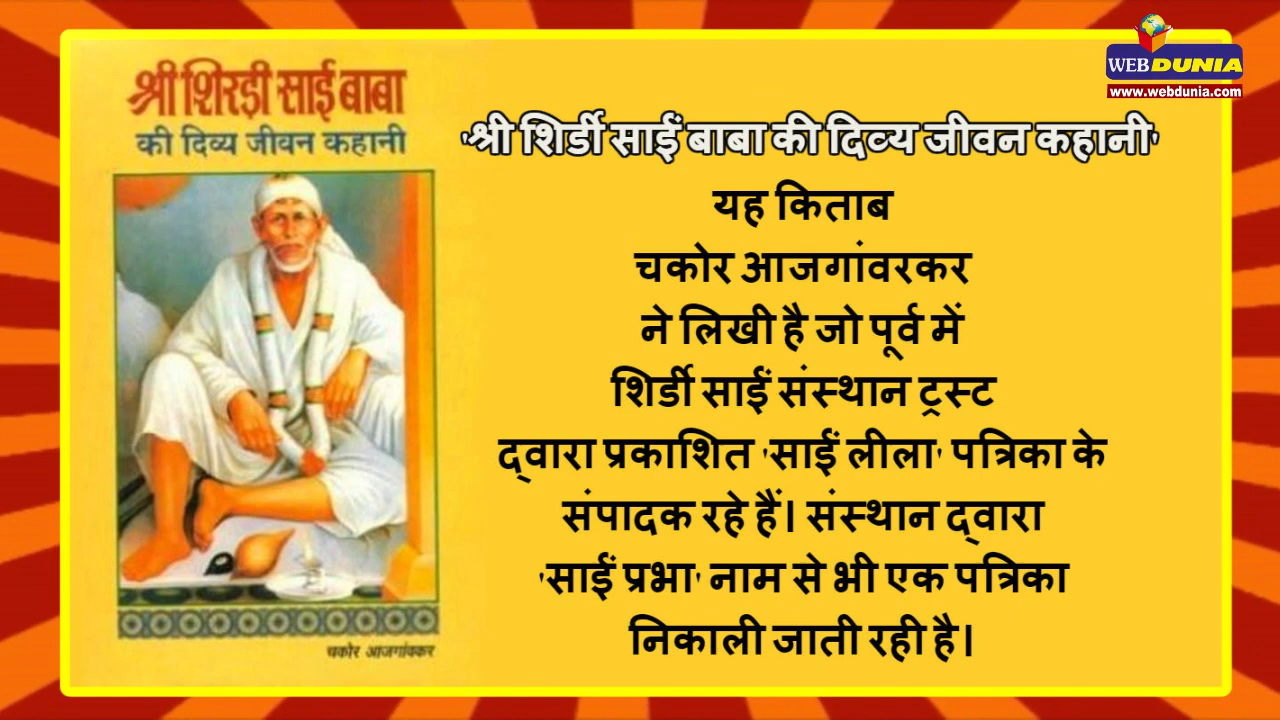 श्री शिरडी साई बाबा
की दिव्य जीवन कहानी
चकोर आजगांवकर
WEBDUNIA
www.webdunia.com
'श्री शिर्डी साईं बाबा की दिव्य जीवन कहानी'
यह किताब
चकोर आजगांवरकर
ने लिखी है जो पूर्व में
शिर्डी साईं संस्थान ट्रस्ट
द्वारा प्रकाशित 'साईं लीला' पत्रिका के
संपादक रहे हैं। संस्थान द्वारा
'साईं प्रभा' नाम से भी एक पत्रिका
निकाली जाती रही है।